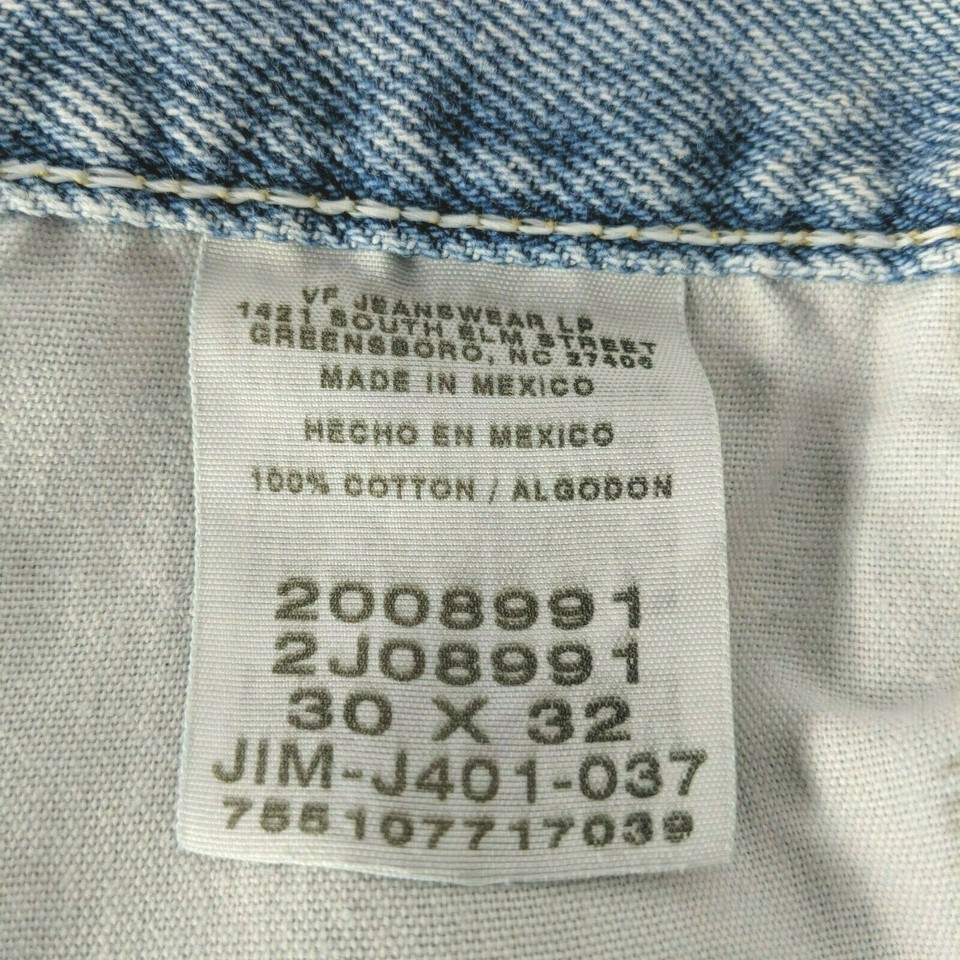 VF JEANSWEAR LP
1421 SOUTH ELM STREET
GREENSBORO, NC 27406
MADE IN MEXICO
HECHO EN MEXICO
100% COTTON / ALGODON
2008991
2J08991
30 X 32
JIM-J401-037
755107717039